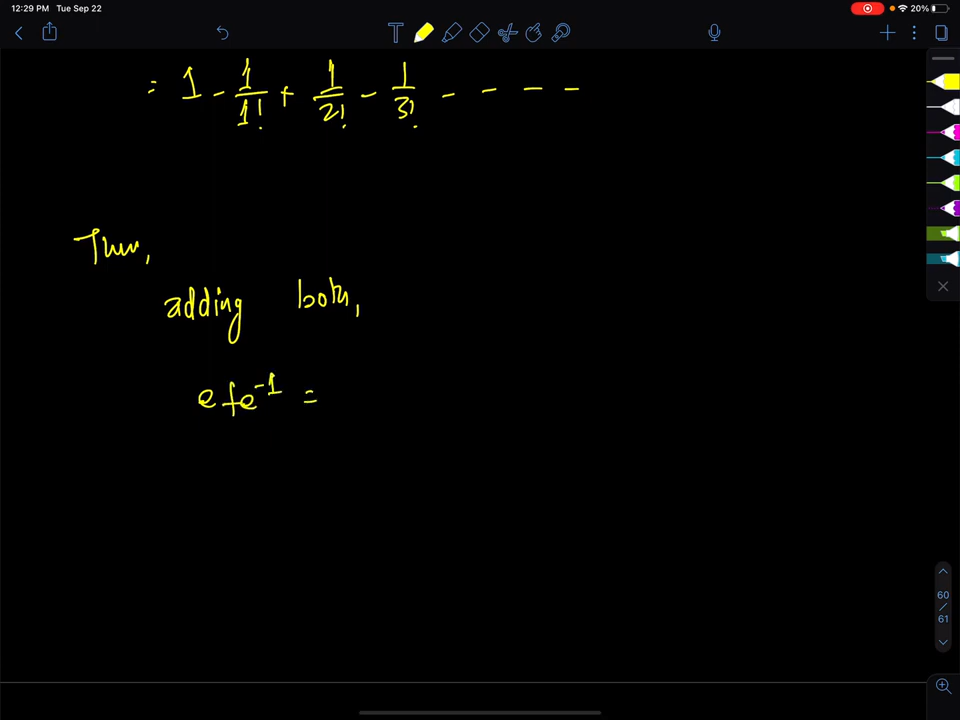 12:29 PM Tue Sep 22
20%
T
= 1 - 1/1! + 1/2! - 1/3! - - - -
Thus,
adding both,
e + e⁻¹ =
60
/
61